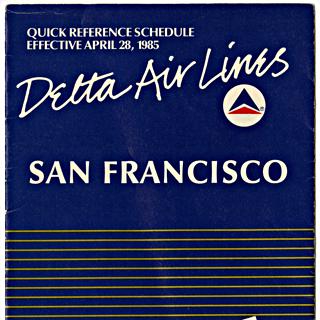 QUICK REFERENCE SCHEDULE
EFFECTIVE APRIL 28, 1985
Delta Air Lines
®
SAN FRANCISCO